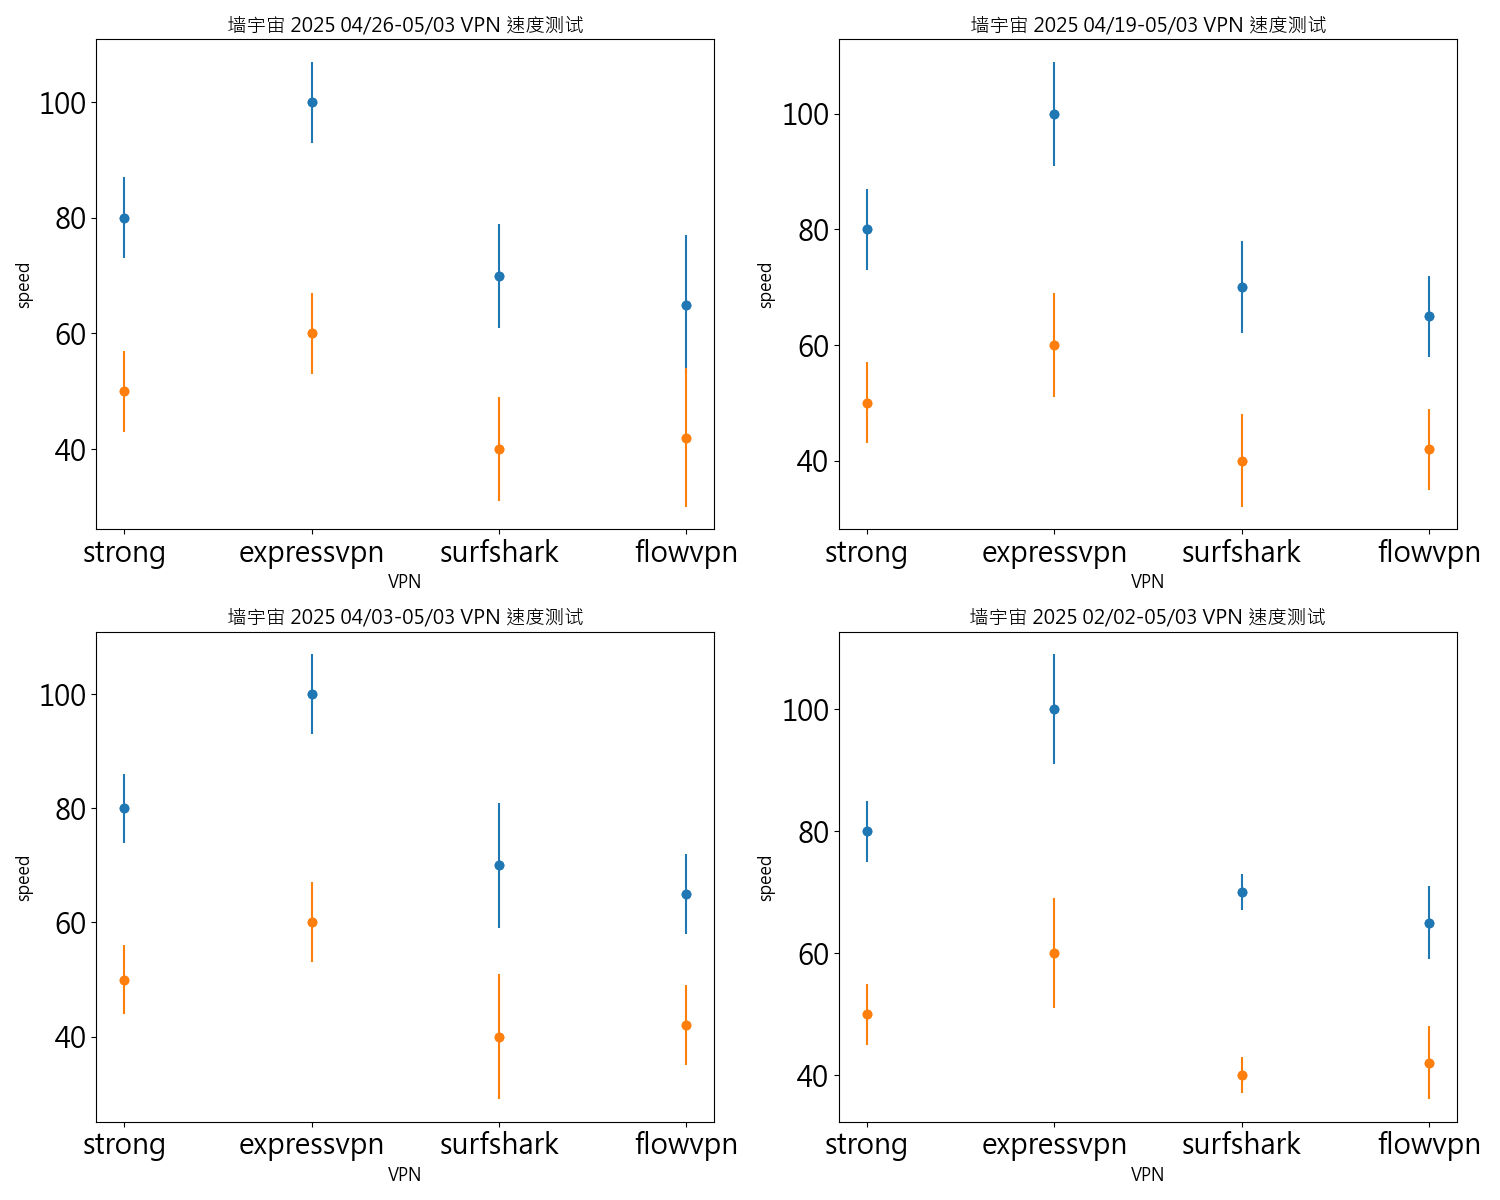 墙宇宙 2025 04/26-05/03 VPN 速度测试
100
80
60
40
speed
strong expressvpn surfshark flowvpn
VPN
墙宇宙 2025 04/19-05/03 VPN 速度测试
100
80
60
40
speed
strong expressvpn surfshark flowvpn
VPN
墙宇宙 2025 04/03-05/03 VPN 速度测试
100
80
60
40
speed
strong expressvpn surfshark flowvpn
VPN
墙宇宙 2025 02/02-05/03 VPN 速度测试
100
80
60
40
speed
strong expressvpn surfshark flowvpn
VPN